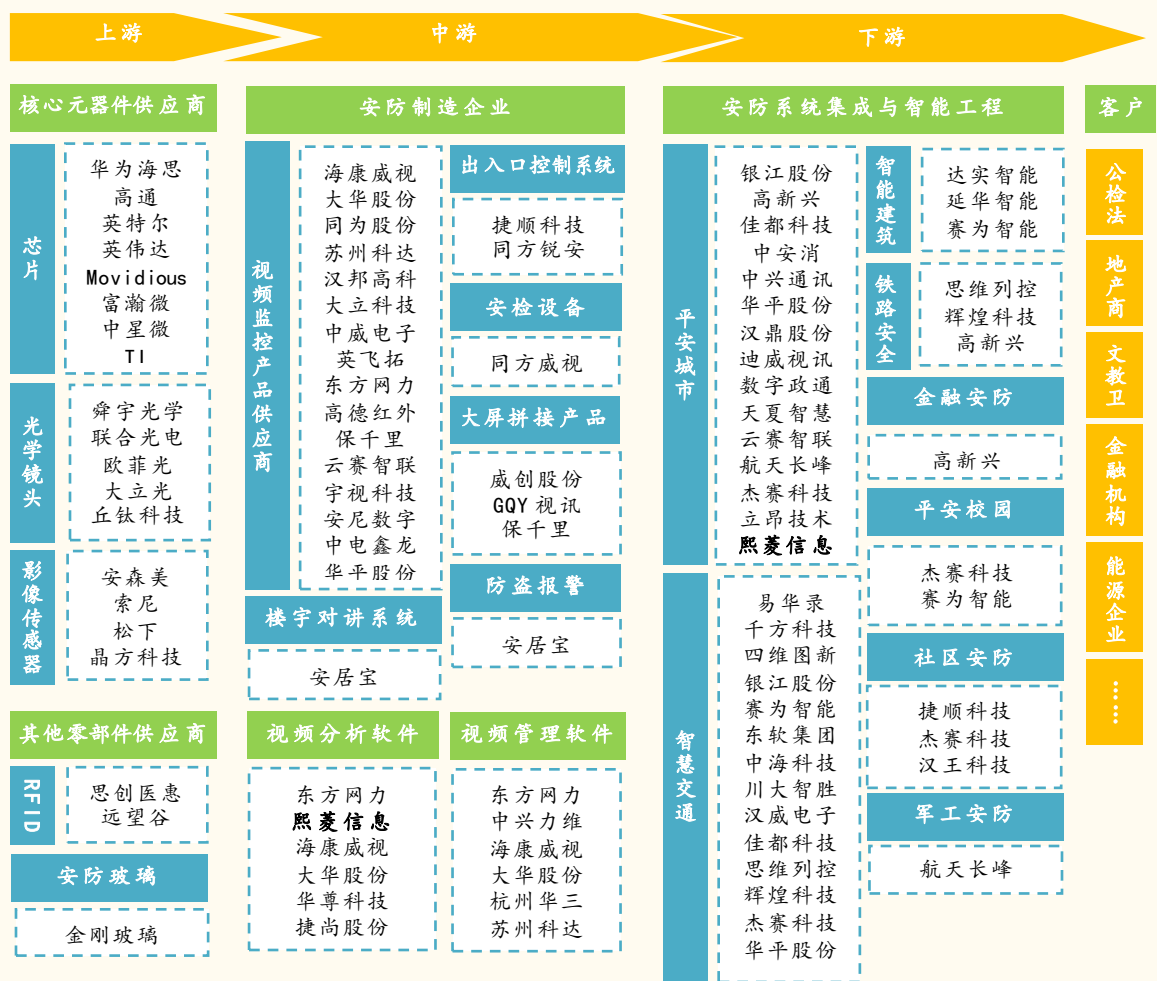 上游
中游
下游
核心元器件供应商
芯片
华为海思
高通
英特尔
英伟达
Movidious
富瀚微
中星微
TI
光学镜头
舜宇光学
联合光电
欧菲光
大立光
丘钛科技
影像传感器
安森美
索尼
松下
晶方科技
其他零部件供应商
RFID
思创医惠
远望谷
安防玻璃
金刚玻璃
安防制造企业
视频监控产品供应商
海康威视
大华股份
同为股份
苏州科达
汉邦高科
大立科技
中威电子
英飞拓
东方网力
高德红外
保千里
云赛智联
宇视科技
安尼数字
中电鑫龙
华平股份
楼宇对讲系统
安居宝
出入口控制系统
捷顺科技
同方锐安
安检设备
同方威视
大屏拼接产品
威创股份
GQY 视讯
保千里
防盗报警
安居宝
视频分析软件
东方网力
熙菱信息
海康威视
大华股份
华尊科技
捷尚股份
视频管理软件
东方网力
中兴力维
海康威视
大华股份
杭州华三
苏州科达
安防系统集成与智能工程
平安城市
银江股份
高新兴
佳都科技
中安消
中兴通讯
华平股份
汉鼎股份
迪威视讯
数字政通
天夏智慧
云赛智联
航天长峰
杰赛科技
立昂技术
熙菱信息
智慧交通
易华录
千方科技
四维图新
银江股份
赛为智能
东软集团
中海科技
川大智胜
汉威电子
佳都科技
思维列控
辉煌科技
杰赛科技
华平股份
智能建筑
达实智能
延华智能
赛为智能
铁路安全
思维列控
辉煌科技
高新兴
金融安防
高新兴
平安校园
杰赛科技
赛为智能
社区安防
捷顺科技
杰赛科技
汉王科技
军工安防
航天长峰
客户
公检法
地产商
文教卫
金融机构
能源企业
……